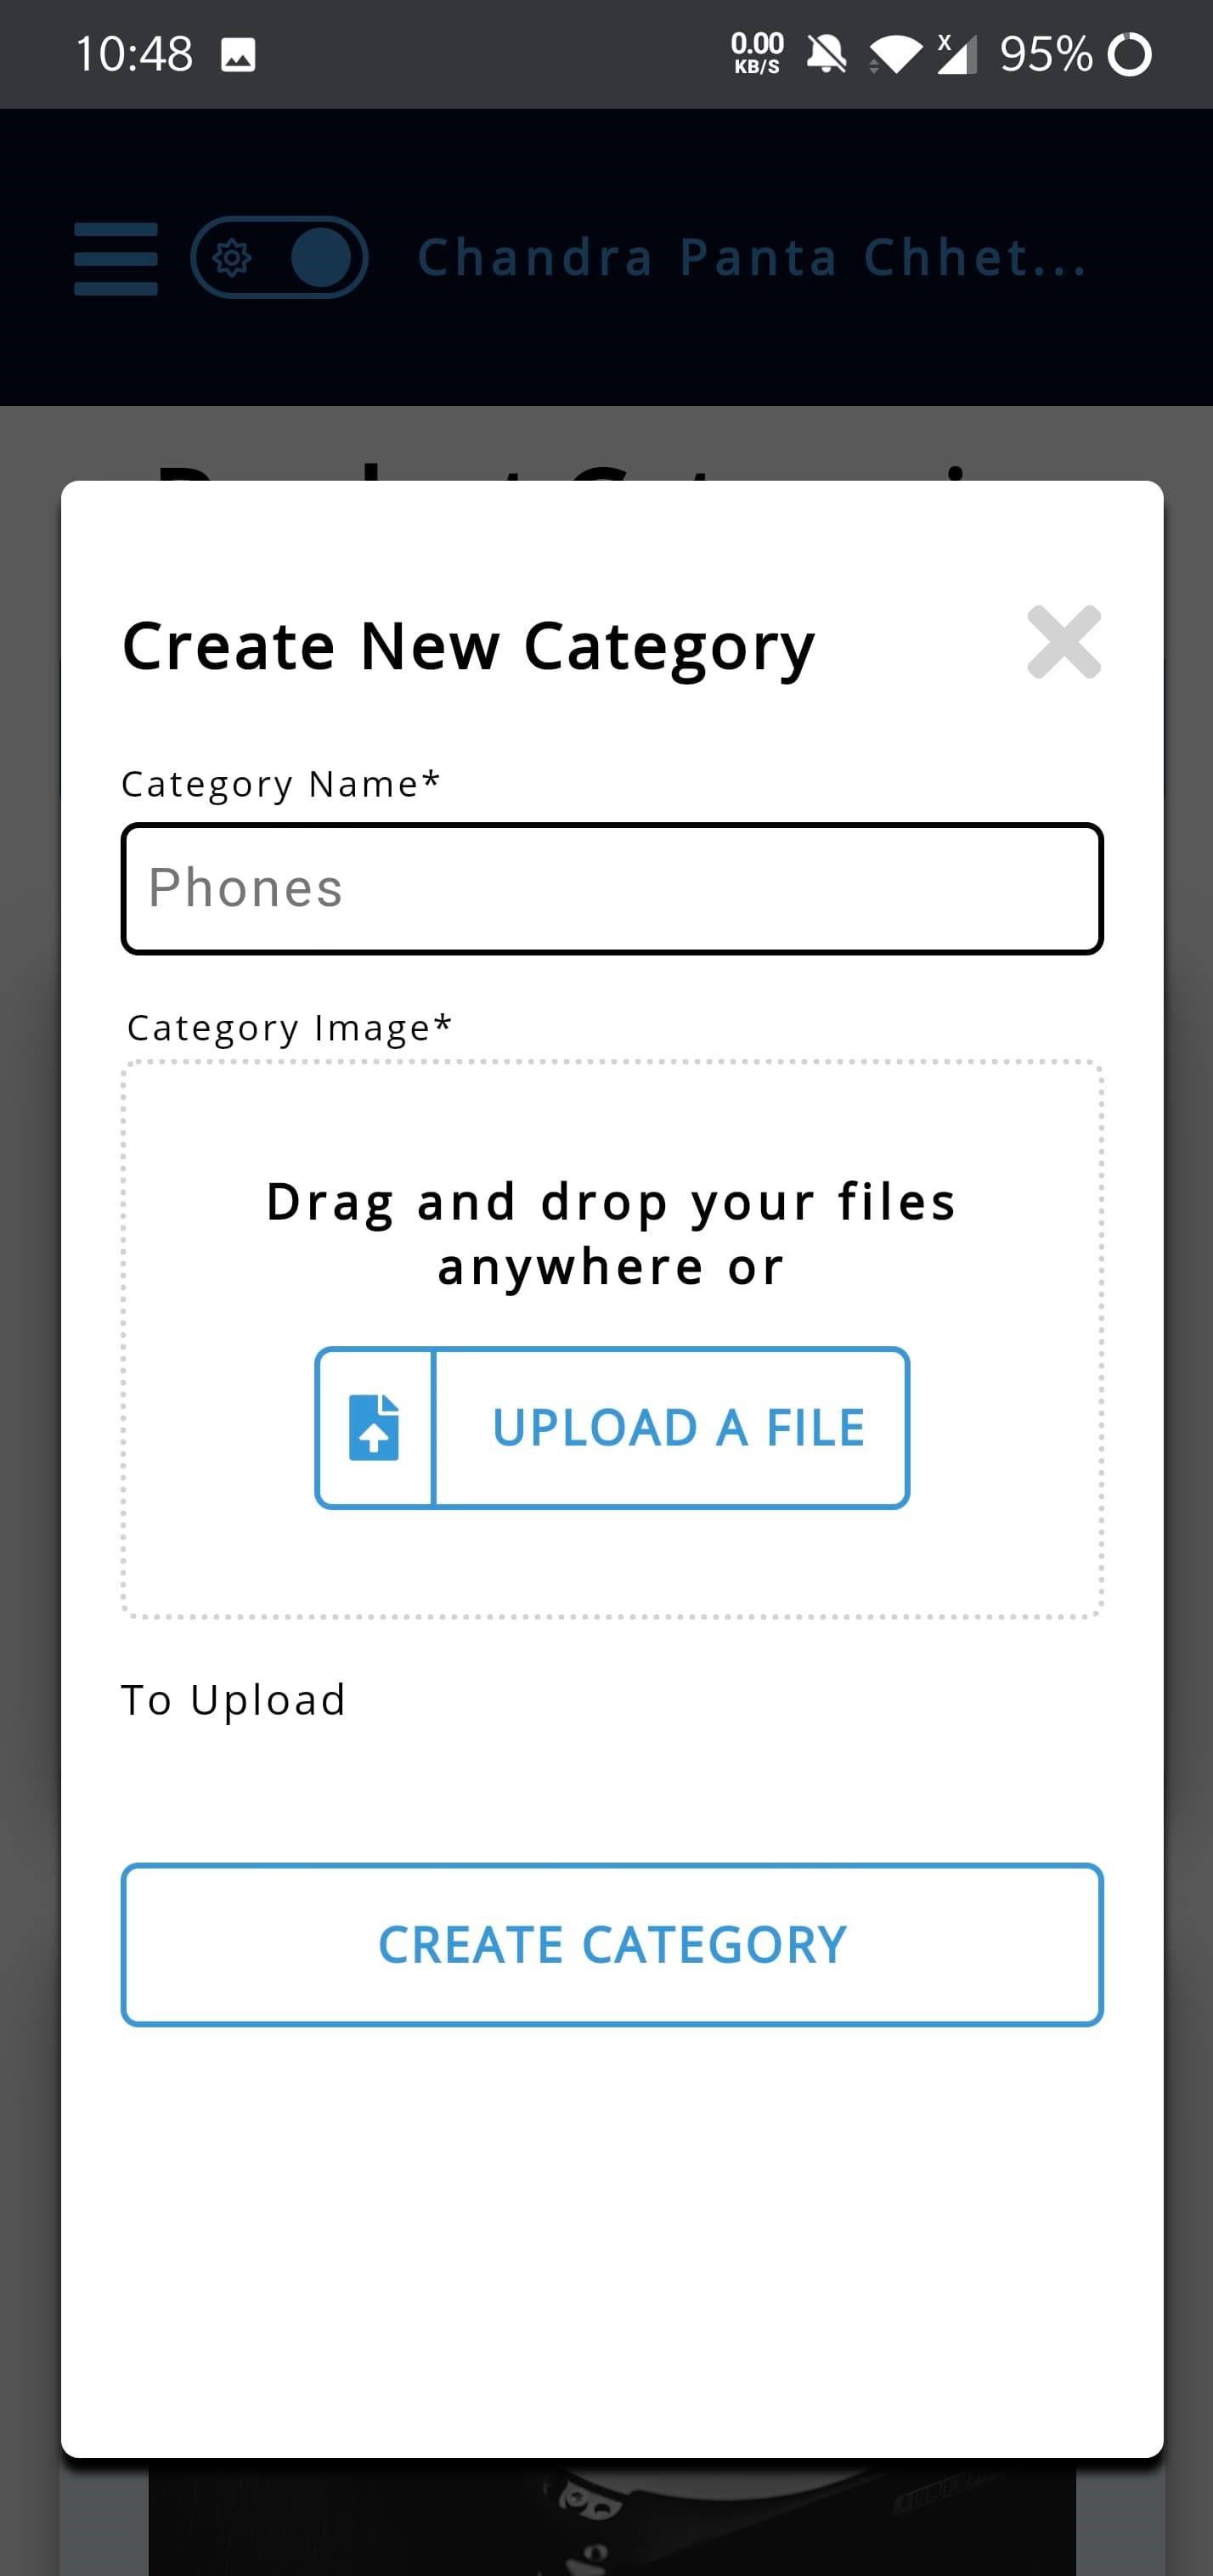 10:48
0.00
KB/S
X
95%
Chandra Panta Chhet...
Create New Category
Category Name*
Phones
Category Image*
Drag and drop your files
anywhere or
UPLOAD A FILE
To Upload
CREATE CATEGORY